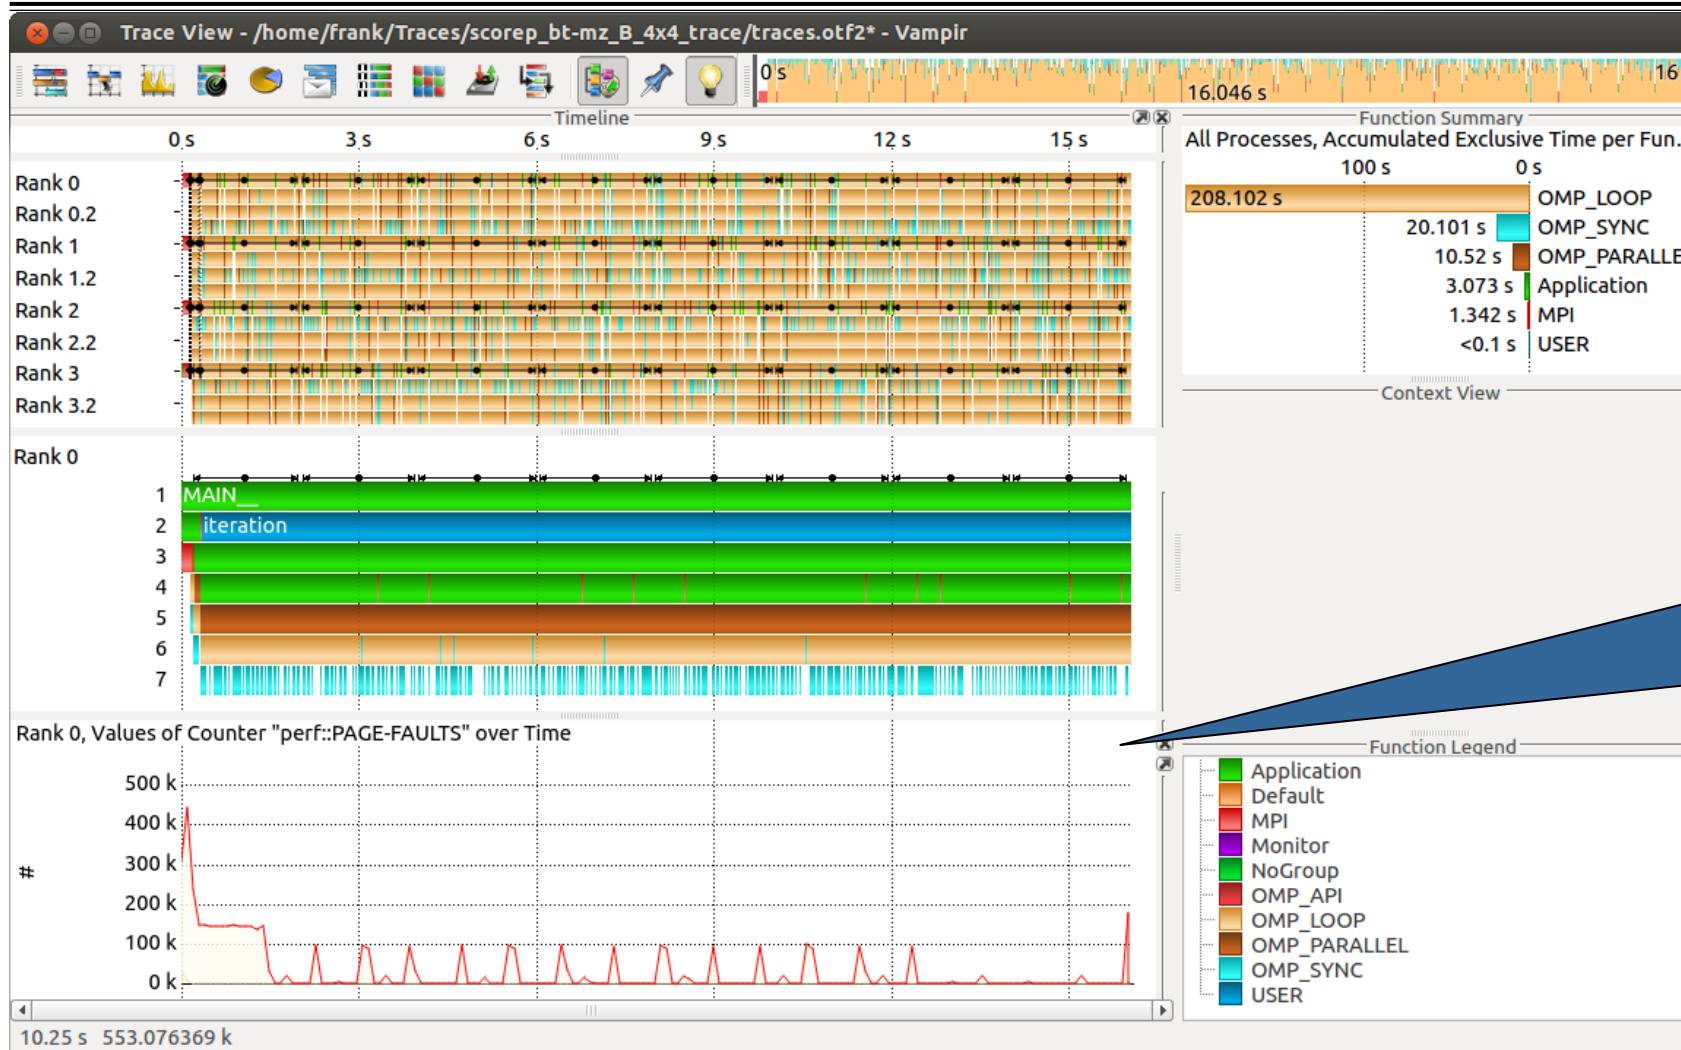 Trace View - /home/frank/Traces/scorep_bt-mz_B_4x4_trace/traces.otf2* - Vampir
0 s
16
16.046 s
Timeline
0 s 3 s 6 s 9 s 12 s 15 s
Rank 0
Rank 0.2
Rank 1
Rank 1.2
Rank 2
Rank 2.2
Rank 3
Rank 3.2
Rank 0
1 MAIN__
2 iteration
3
4
5
6
7
Rank 0, Values of Counter "perf::PAGE-FAULTS" over Time
500 k
400 k
300 k
200 k
100 k
0 k
#
10.25 s 553.076369 k
Function Summary
All Processes, Accumulated Exclusive Time per Fun.
100 s 0 s
208.102 s OMP_LOOP
20.101 s OMP_SYNC
10.52 s OMP_PARALLE
3.073 s Application
1.342 s MPI
<0.1 s USER
Context View
Function Legend
Application
Default
MPI
Monitor
NoGroup
OMP_API
OMP_LOOP
OMP_PARALLEL
OMP_SYNC
USER